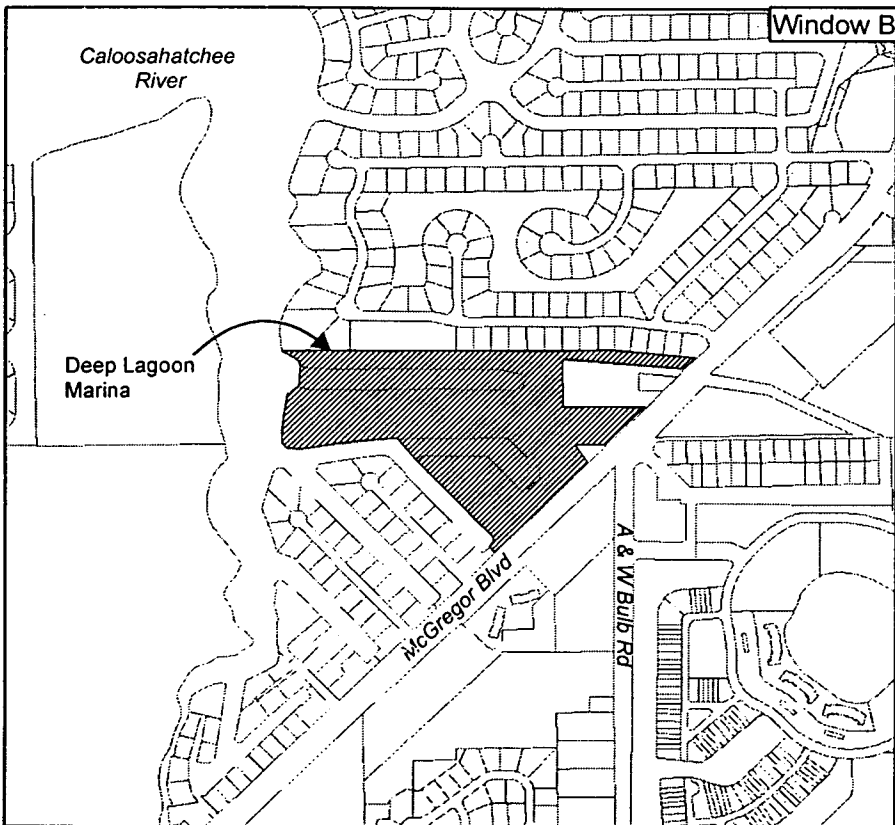 Window B
Caloosahatchee
River
Deep Lagoon
Marina
McGregor Blvd
A & W Bulb Rd